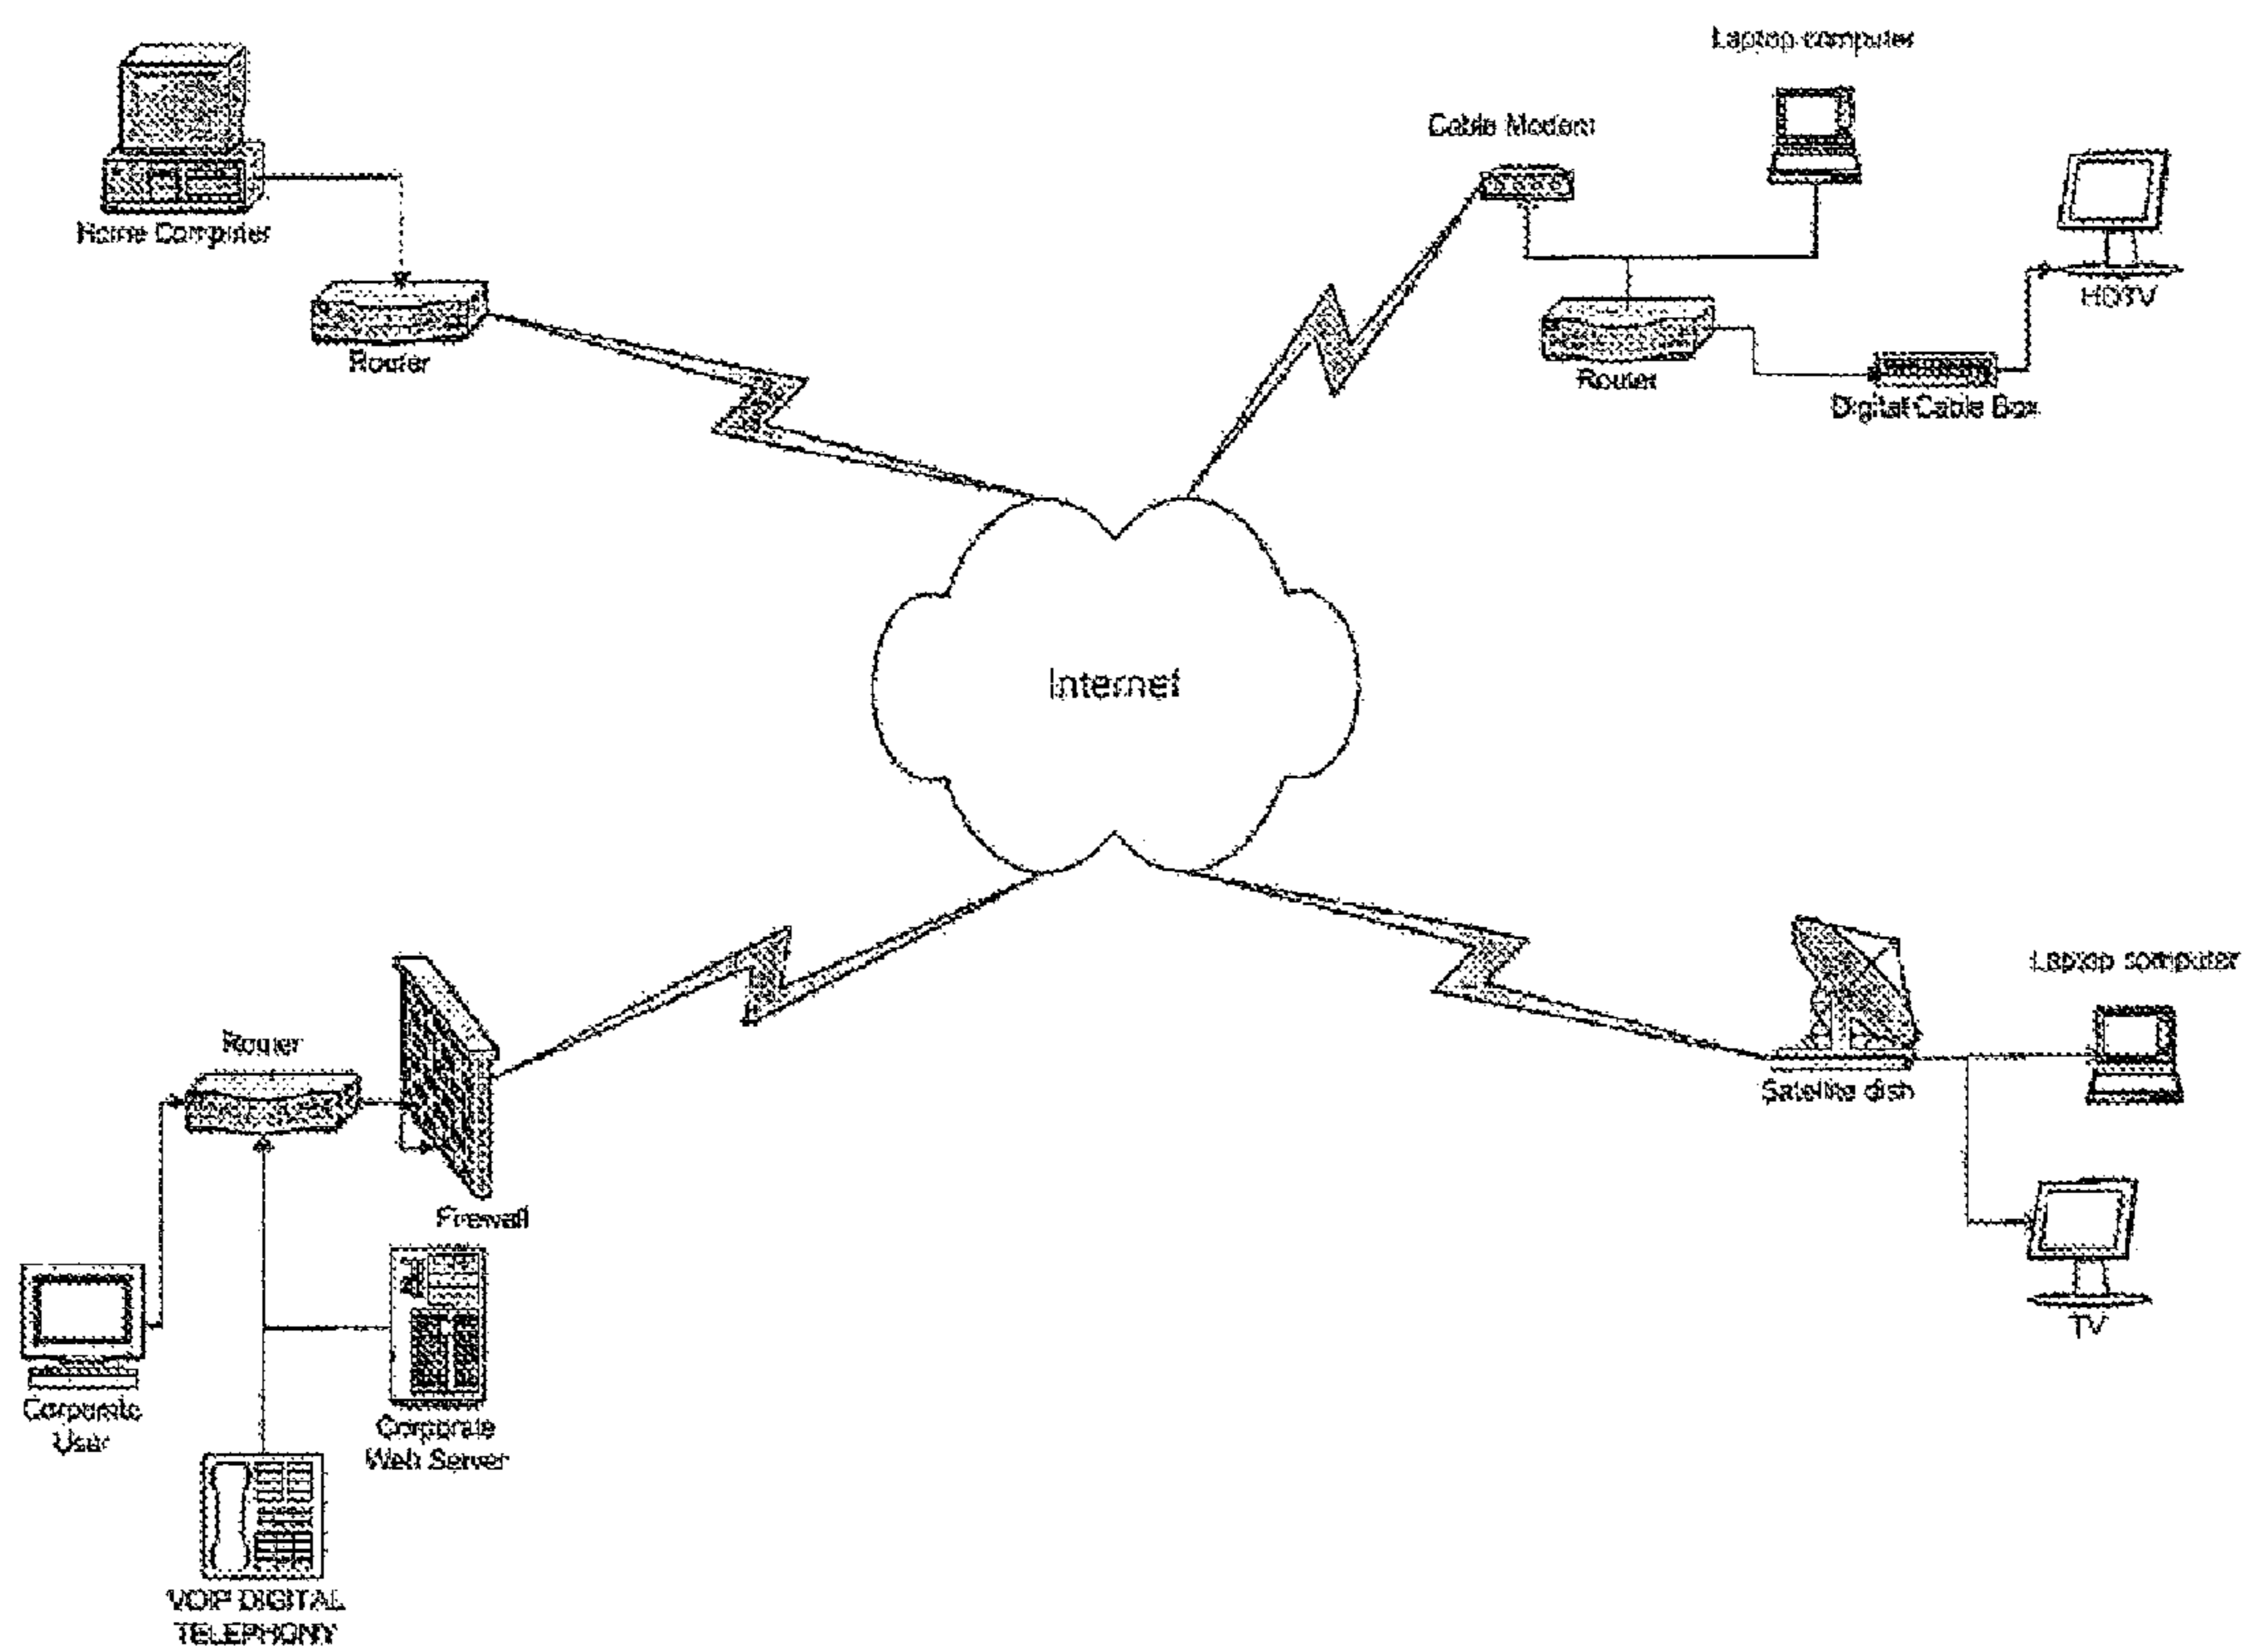 Laptop computer
Cable Modem
Home Computer
HDTV
Router
Router
Digital Cable Box
Internet
Laptop computer
Router
Satellite dish
Firewall
TV
Corporate
User
Corporate
Web Server
VOIP DIGITAL
TELEPHONY